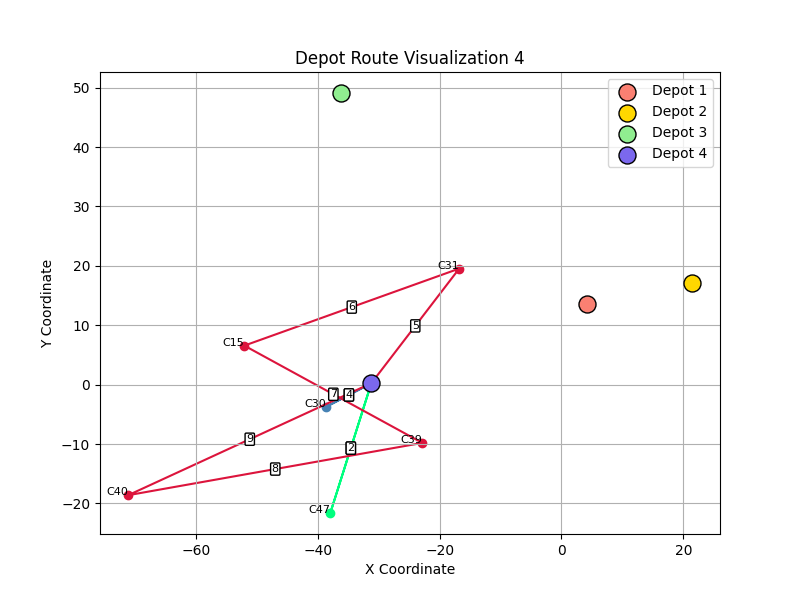 Depot Route Visualization 4
Depot 1
Depot 2
Depot 3
Depot 4
50
40
30
20
10
0
−10
−20
Y Coordinate
C31
6
5
C15
7
4
C30
C39
9
2
8
C40
C47
−60
−40
−20
0
20
X Coordinate